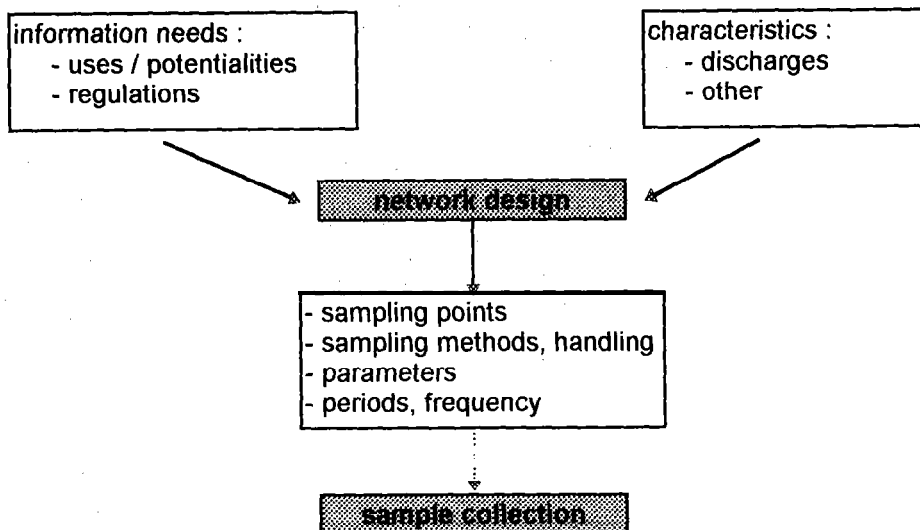 information needs :
- uses / potentialities
- regulations
characteristics :
- discharges
- other
network design
- sampling points
- sampling methods, handling
- parameters
- periods, frequency
sample collection